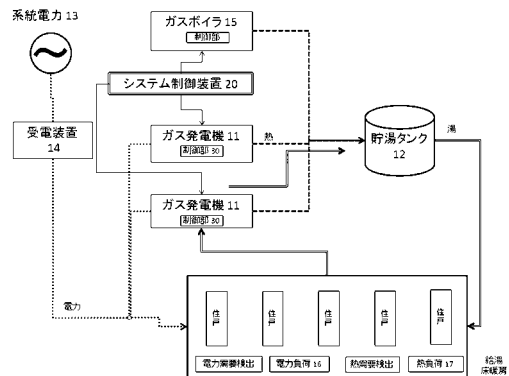 系統電力 13
ガスボイラ 15
制御部
システム制御装置 20
受電装置
14
ガス発電機 11
制御部 30
熱
貯湯タンク
12
湯
ガス発電機 11
制御部 30
電力
住戸
住戸
住戸
住戸
住戸
電力需要検出
電力負荷 16
熱需要検出
熱負荷 17
給湯
床暖房